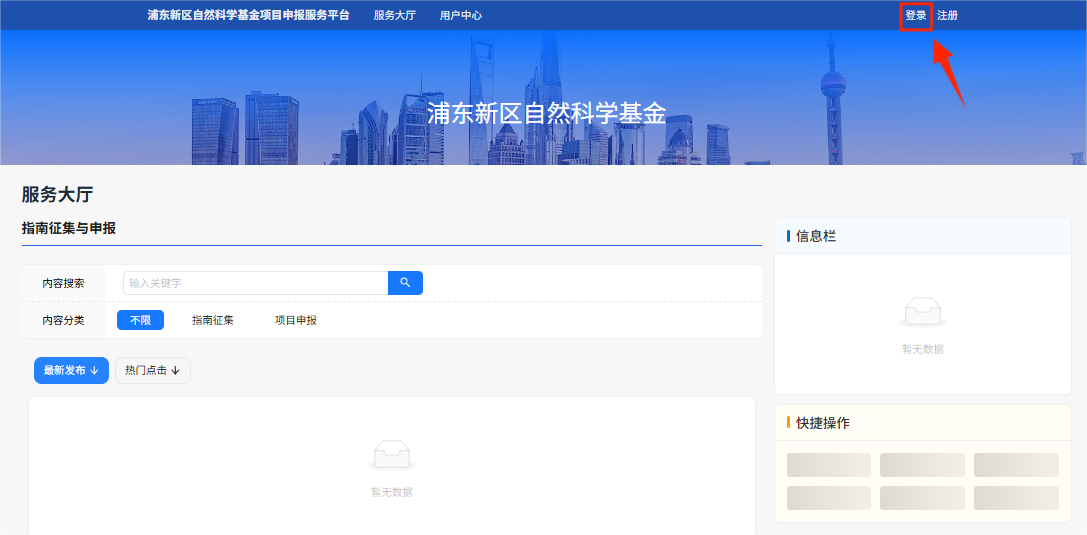 浦东新区自然科学基金项目申报服务平台 服务大厅 用户中心 登录 注册
浦东新区自然科学基金
服务大厅
指南征集与申报
内容搜索 输入关键字
内容分类 不限 指南征集 项目申报
最新发布 ↓ 热门点击 ↓
暂无数据
信息栏
暂无数据
快捷操作